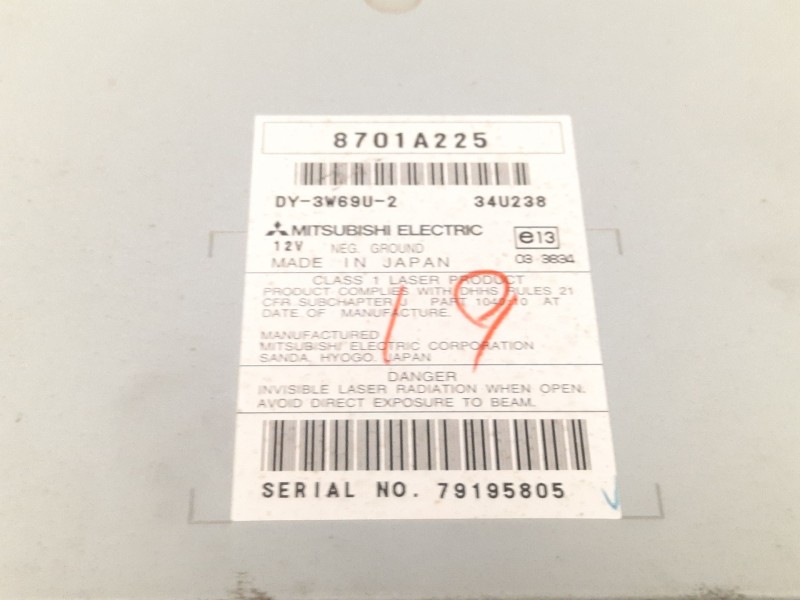 8701A225
DY-3W69U-2 34U238
MITSUBISHI ELECTRIC e13
12V NEG. GROUND
MADE IN JAPAN 03 3834
CLASS 1 LASER PRODUCT
PRODUCT COMPLIES WITH DHHS RULES 21
CFR SUBCHAPTER J PART 1040.10 AT
DATE OF MANUFACTURE.
19
MANUFACTURED
MITSUBISHI ELECTRIC CORPORATION
SANDA, HYOGO, JAPAN
DANGER
INVISIBLE LASER RADIATION WHEN OPEN.
AVOID DIRECT EXPOSURE TO BEAM.
SERIAL NO. 79195805